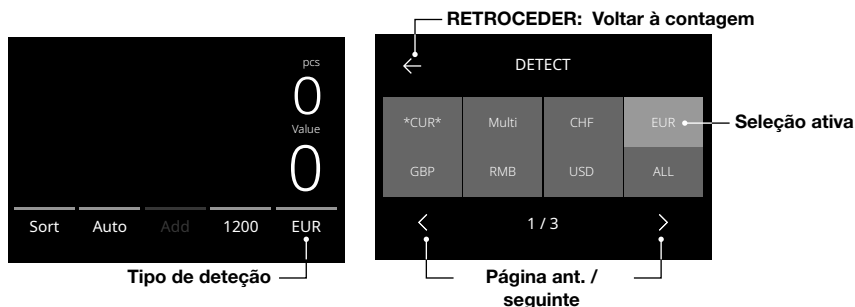 RETROCEDER: Voltar à contagem
pcs
0
Value
0
Sort Auto Add 1200 EUR
Tipo de deteção
DETECT
*CUR* Multi CHF EUR
GBP RMB USD ALL
1 / 3
Seleção ativa
Página ant. /
seguinte